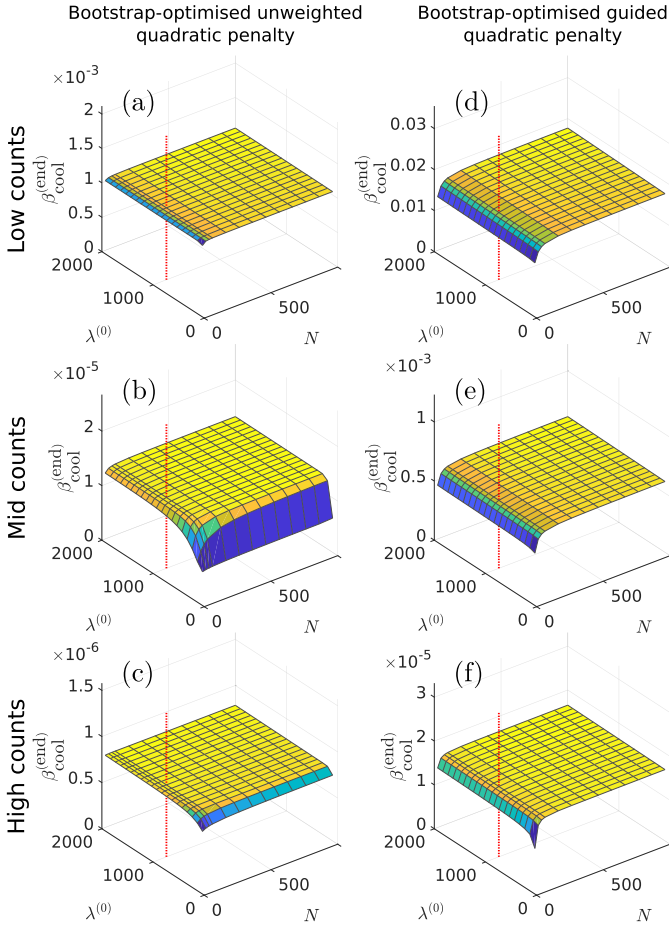 Bootstrap-optimised unweighted
quadratic penalty
Bootstrap-optimised guided
quadratic penalty
Low counts
×10⁻³
(a)
2
1.5
1
0.5
0
β_cool^(end)
2000
1000
0
λ⁽⁰⁾
0
500
N
(d)
0.03
0.02
0.01
0
β_cool^(end)
2000
1000
0
λ⁽⁰⁾
0
500
N
Mid counts
×10⁻⁵
(b)
2
1
0
β_cool^(end)
2000
1000
0
λ⁽⁰⁾
0
500
N
×10⁻³
(e)
1
0.5
0
β_cool^(end)
2000
1000
0
λ⁽⁰⁾
0
500
N
High counts
×10⁻⁶
(c)
1.5
1
0.5
0
β_cool^(end)
2000
1000
0
λ⁽⁰⁾
0
500
N
×10⁻⁵
(f)
3
2
1
0
β_cool^(end)
2000
1000
0
λ⁽⁰⁾
0
500
N